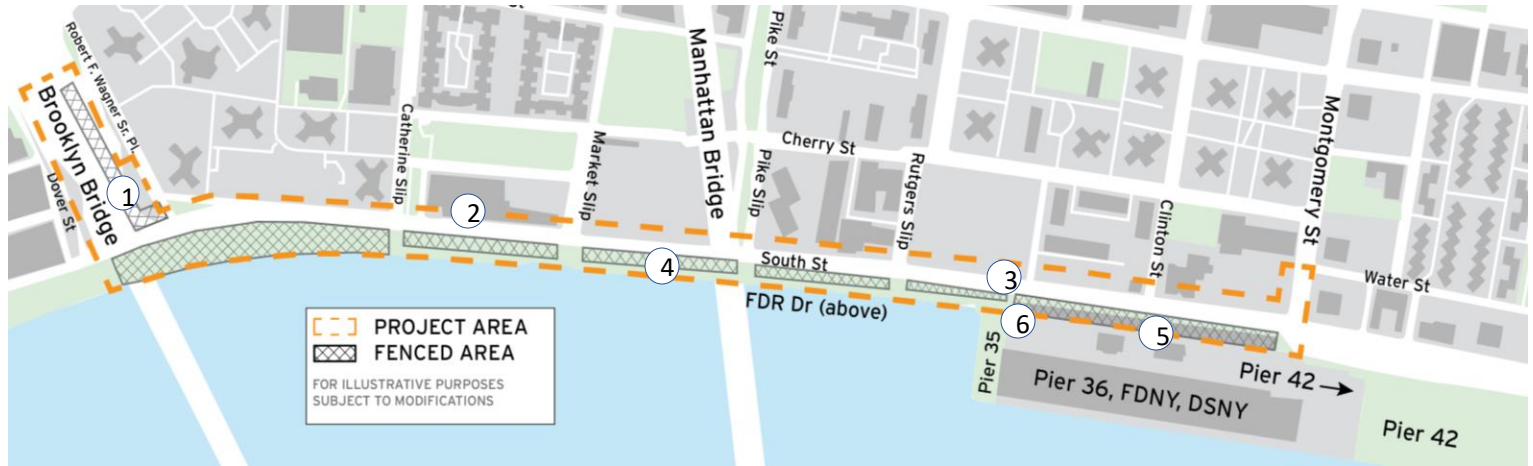 Robert F. Wagner Sr. Pl.
Brooklyn Bridge
Dover St
1
Catherine Slip
2
Market Slip
Manhattan Bridge
4
Pike St
Pike Slip
Cherry St
South St
FDR Dr (above)
Rutgers Slip
3
6
5
Clinton St
Montgomery St
Water St
Pier 35
Pier 36, FDNY, DSNY
Pier 42
Pier 42
PROJECT AREA
FENCED AREA
FOR ILLUSTRATIVE PURPOSES
SUBJECT TO MODIFICATIONS